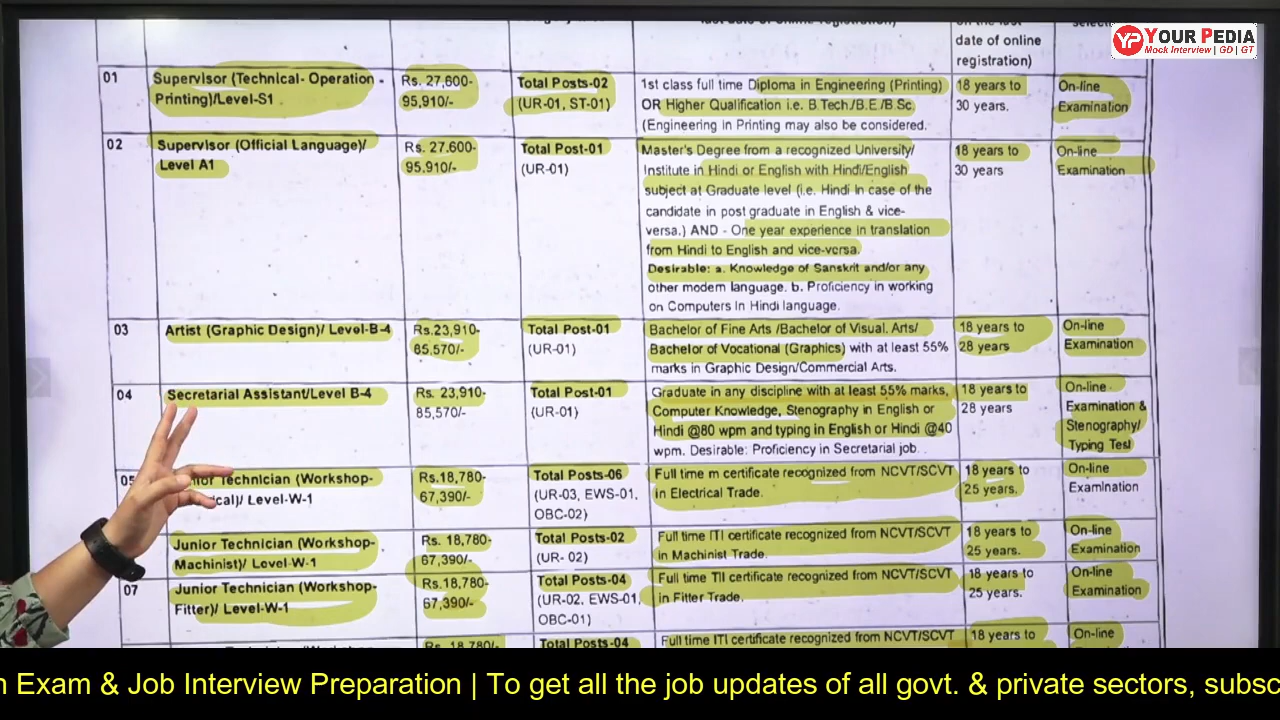 YOUR PEDIA
Mock Interview | GD | GT
date of online
registration)
01
Supervisor (Technical- Operation -
Printing)/Level-S1
Rs. 27,600-
95,910/-
Total Posts-02
(UR-01, ST-01)
1st class full time Diploma in Engineering (Printing)
OR Higher Qualification i.e. B.Tech./B.E./B.Sc
(Engineering in Printing may also be considered.
18 years to
30 years.
On-line
Examination
02
Supervisor (Official Language)/
Level A1
Rs. 27.600-
95.910/-
Total Post-01
(UR-01)
Master's Degree from a recognized University/
Institute in Hindi or English with Hindi/English
subject at Graduate level (i.e. Hindi in case of the
candidate in post graduate in English & vice-
versa.) AND - One year experience in translation
from Hindi to English and vice-versa.
Desirable: a. Knowledge of Sanskrit and/or any
other modem language. b. Proficiency in working
on Computers in Hindi language.
18 years to
30 years
On-line
Examination
03
Artist (Graphic Design)/ Level-B-4
Rs.23,910-
85,570/-
Total Post-01
(UR-01)
Bachelor of Fine Arts /Bachelor of Visual. Arts/
Bachelor of Vocational (Graphics) with at least 55%
marks in Graphic Design/Commercial Arts.
18 years to
28 years
On-line
Examination
04
Secretarial Assistant/Level B-4
Rs. 23,910-
85,570/-
Total Post-01
(UR-01)
Graduate in any discipline with at least 55% marks,
Computer Knowledge, Stenography in English or
Hindi @80 wpm and typing in English or Hindi @40
wpm. Desirable: Proficiency in Secretarial job.
18 years to
28 years
On-line
Examination &
Stenography/
Typing Test
Technician (Workshop-
Level-W-1
Rs.18,780-
67,390/-
Total Posts-06
(UR-03, EWS-01,
OBC-02)
Full time m certificate recognized from NCVT/SCVT
in Electrical Trade.
18 years to
25 years.
On-line
Examination
Junior Technician (Workshop-
Machinist)/ Level-W-1
Rs. 18,780-
67,390/-
Total Posts-02
(UR- 02)
Full time ITI certificate recognized from NCVT/SCVT
in Machinist Trade.
18 years to
25 years.
On-line
Examination
07
Junior Technician (Workshop-
Fitter)/ Level-W-1
Rs.18,780-
67,390/-
Total Posts-04
(UR-02, EWS-01,
OBC-01)
Full time TII certificate recognized from NCVT/SCVT
in Fitter Trade.
18 years to
25 years.
On-line
Examination
Rs. 18,780/-
Total Posts-04
Full time ITI certificate recognized from NCVT/SCVT
18 years to
On-line
Exam & Job Interview Preparation | To get all the job updates of all govt. & private sectors, subsc